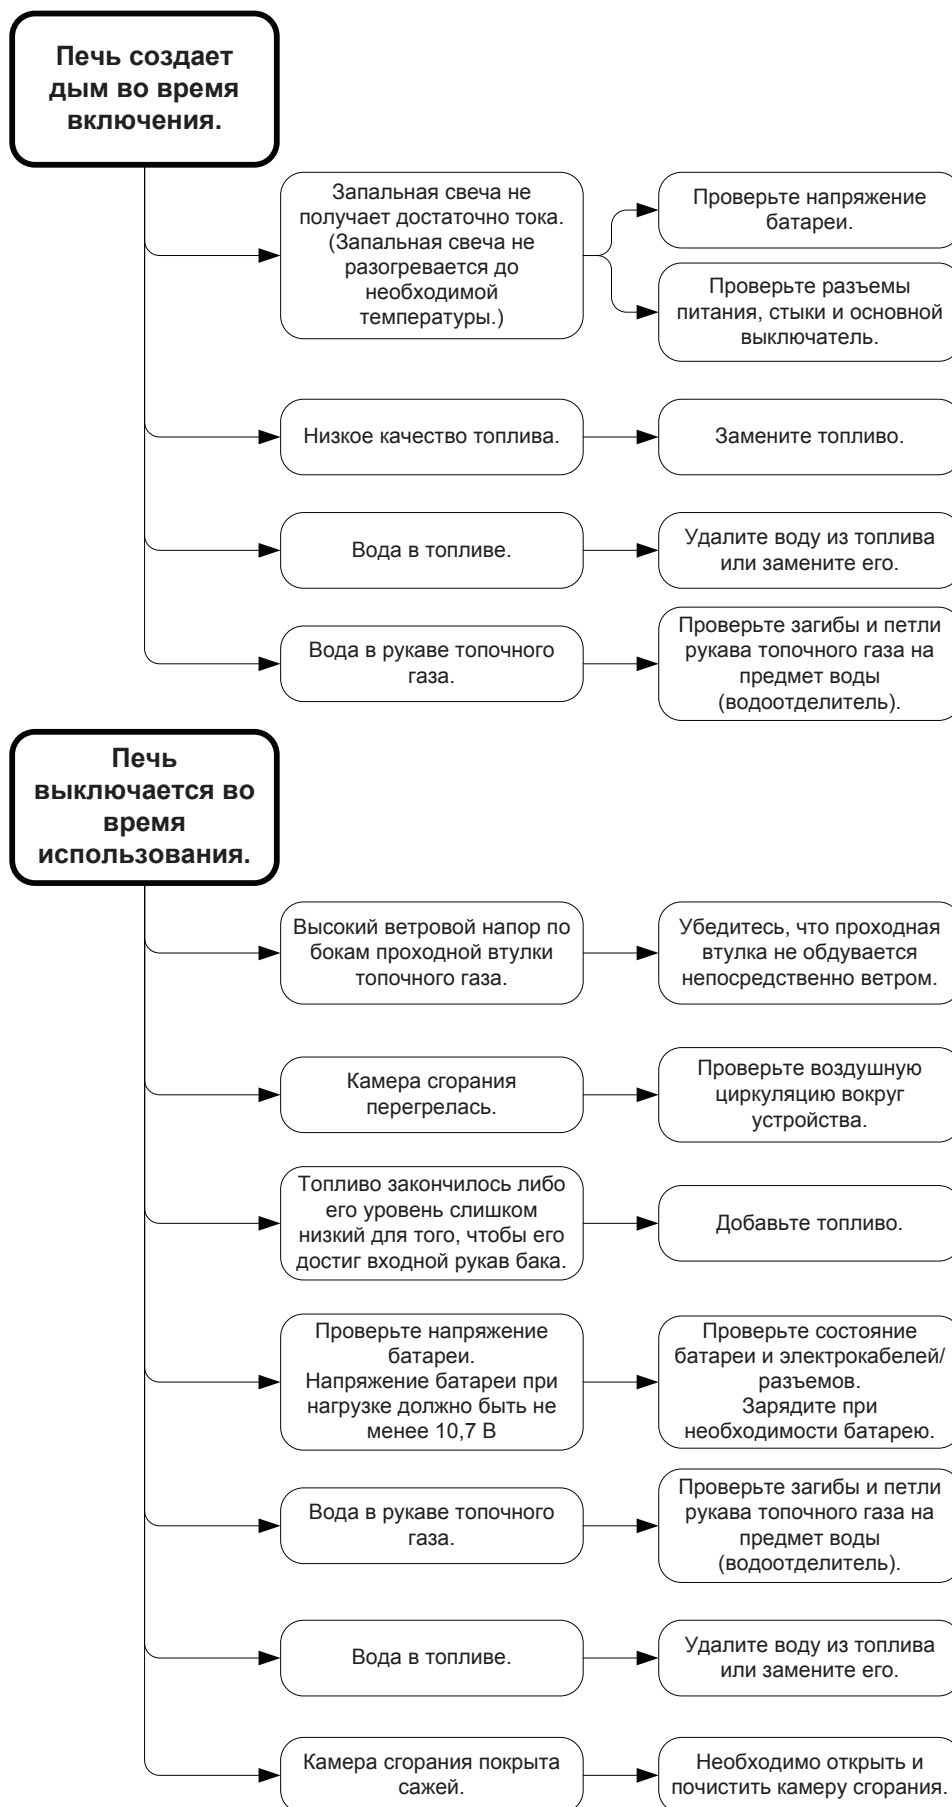 Печь создает
дым во время
включения.
Запальная свеча не
получает достаточно тока.
(Запальная свеча не
разогревается до
необходимой
температуры.)
Проверьте напряжение
батареи.
Проверьте разъемы
питания, стыки и основной
выключатель.
Низкое качество топлива.
Замените топливо.
Вода в топливе.
Удалите воду из топлива
или замените его.
Вода в рукаве топочного
газа.
Проверьте загибы и петли
рукава топочного газа на
предмет воды
(водоотделитель).
Печь
выключается во
время
использования.
Высокий ветровой напор по
бокам проходной втулки
топочного газа.
Убедитесь, что проходная
втулка не обдувается
непосредственно ветром.
Камера сгорания
перегрелась.
Проверьте воздушную
циркуляцию вокруг
устройства.
Топливо закончилось либо
его уровень слишком
низкий для того, чтобы его
достиг входной рукав бака.
Добавьте топливо.
Проверьте напряжение
батареи.
Напряжение батареи при
нагрузке должно быть не
менее 10,7 В
Проверьте состояние
батареи и электрокабелей/
разъемов.
Зарядите при
необходимости батарею.
Вода в рукаве топочного
газа.
Проверьте загибы и петли
рукава топочного газа на
предмет воды
(водоотделитель).
Вода в топливе.
Удалите воду из топлива
или замените его.
Камера сгорания покрыта
сажей.
Необходимо открыть и
почистить камеру сгорания.